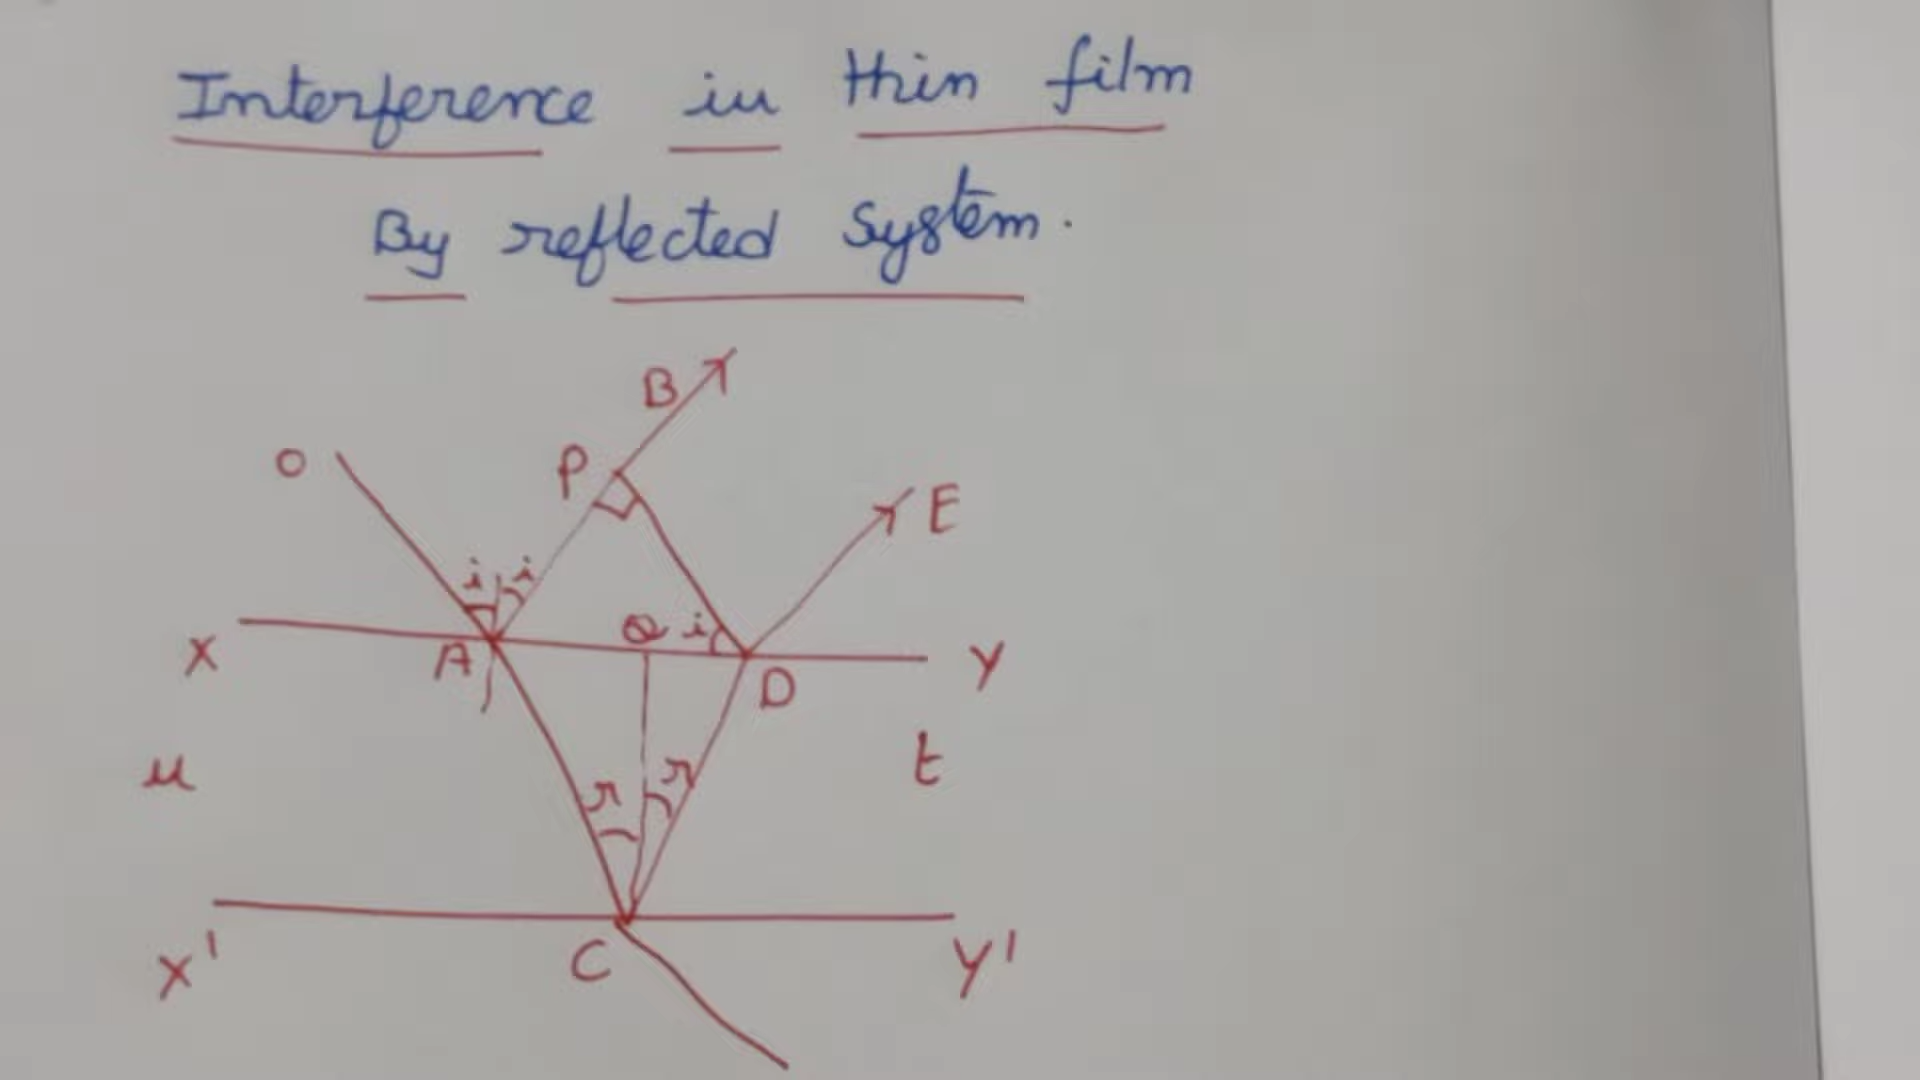 Interference in thin film
By reflected system.
B
O P E
i i
Q i
X A D Y
μ t
r r
X' C Y'